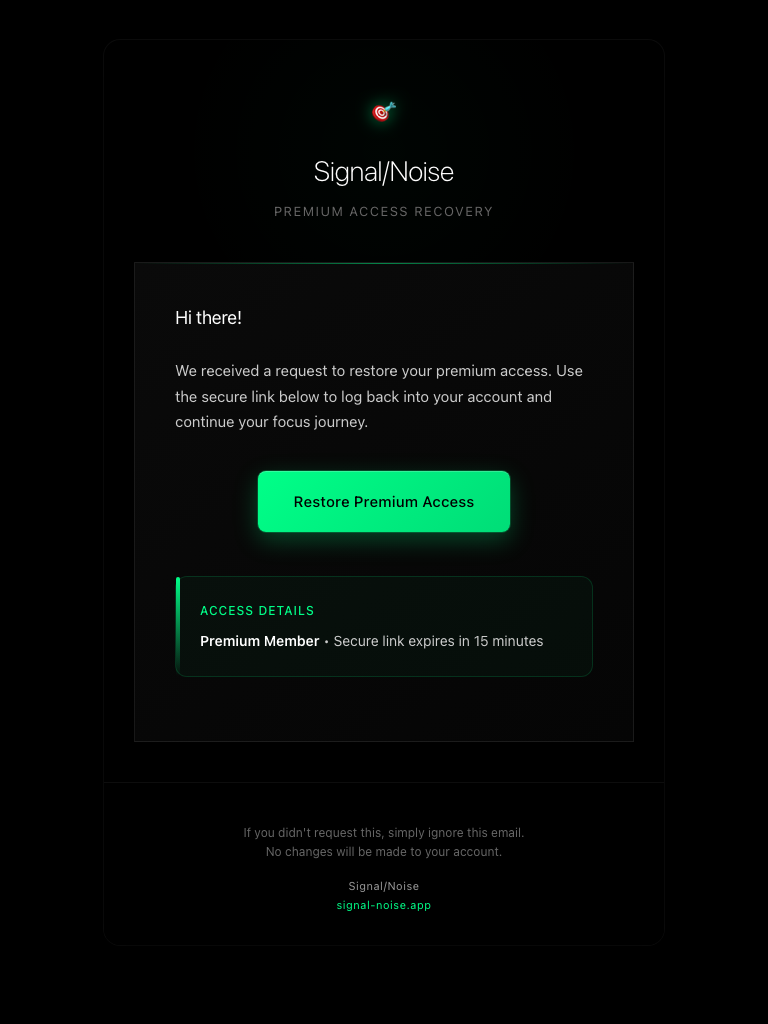 Signal/Noise
PREMIUM ACCESS RECOVERY
Hi there!
We received a request to restore your premium access. Use
the secure link below to log back into your account and
continue your focus journey.
Restore Premium Access
ACCESS DETAILS
Premium Member • Secure link expires in 15 minutes
If you didn't request this, simply ignore this email.
No changes will be made to your account.
Signal/Noise
signal-noise.app